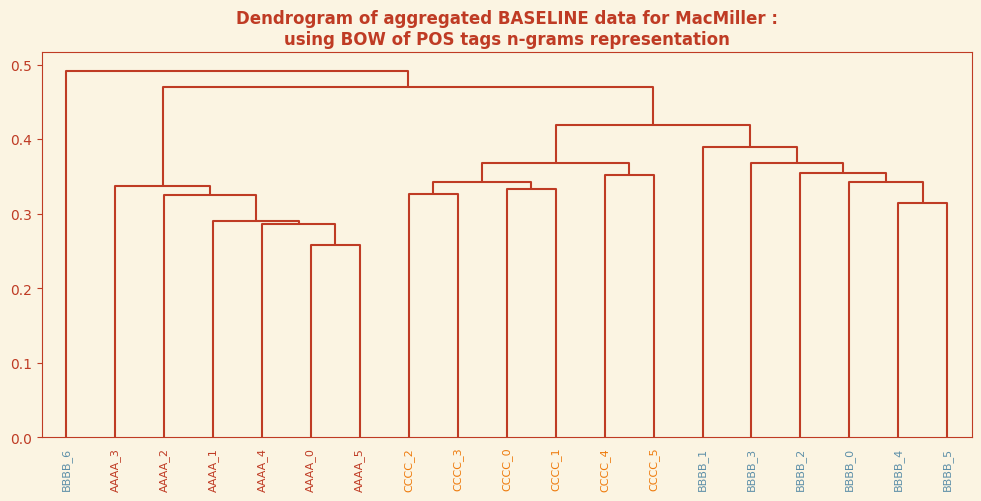 Dendrogram of aggregated BASELINE data for MacMiller :
using BOW of POS tags n-grams representation
0.5
0.4
0.3
0.2
0.1
0.0
BBBB_6
AAAA_3
AAAA_2
AAAA_1
AAAA_4
AAAA_0
AAAA_5
CCCC_2
CCCC_3
CCCC_0
CCCC_1
CCCC_4
CCCC_5
BBBB_1
BBBB_3
BBBB_2
BBBB_0
BBBB_4
BBBB_5